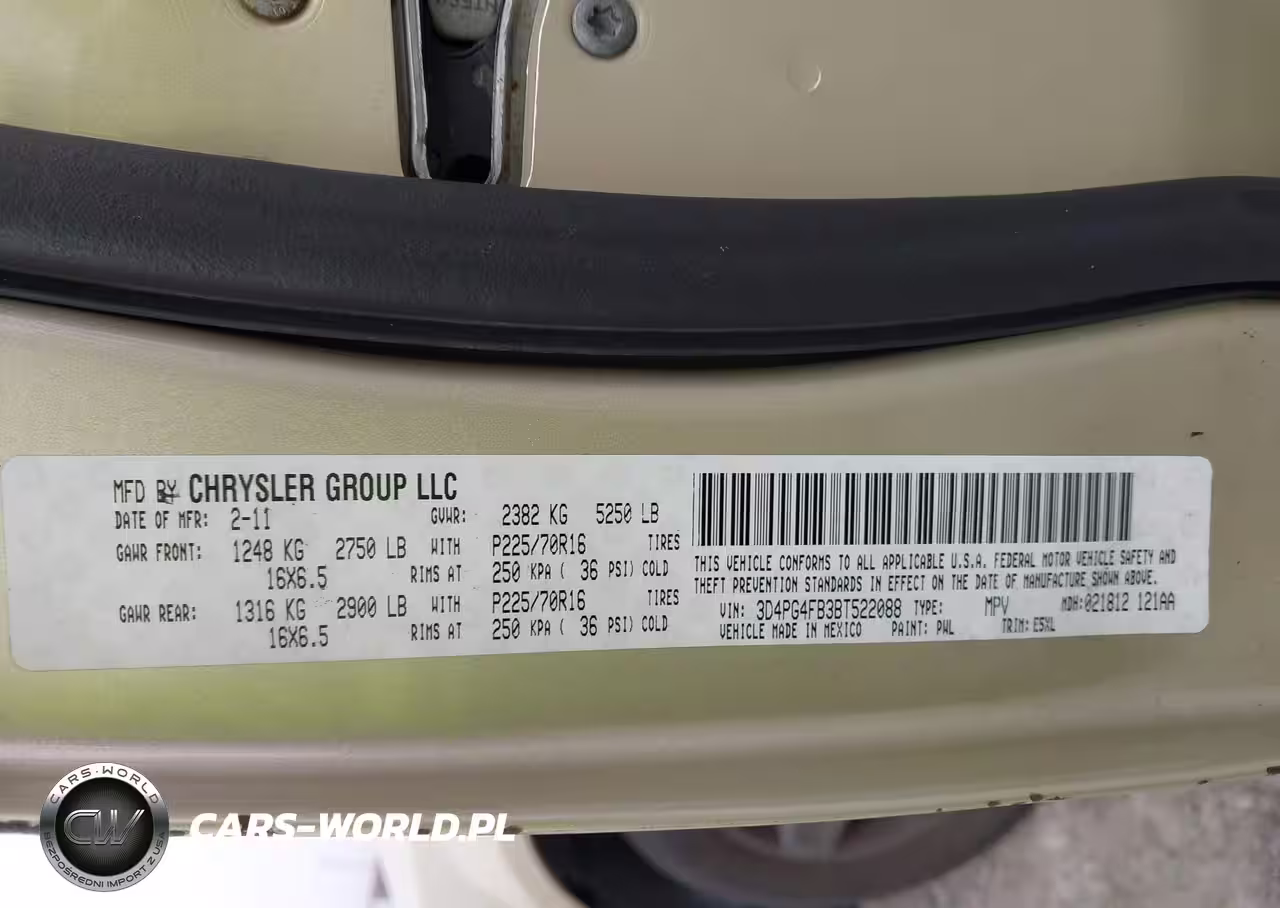 MFD BY CHRYSLER GROUP LLC
DATE OF MFR: 2-11 GVWR: 2382 KG 5250 LB
GAWR FRONT: 1248 KG 2750 LB WITH P225/70R16 TIRES
16X6.5 RIMS AT 250 KPA ( 36 PSI) COLD
GAWR REAR: 1316 KG 2900 LB WITH P225/70R16 TIRES
16X6.5 RIMS AT 250 KPA ( 36 PSI) COLD
THIS VEHICLE CONFORMS TO ALL APPLICABLE U.S.A. FEDERAL MOTOR VEHICLE SAFETY AND
THEFT PREVENTION STANDARDS IN EFFECT ON THE DATE OF MANUFACTURE SHOWN ABOVE.
VIN: 3D4PG4FB3BT522088 TYPE: MPV MDH:021812 121AA
VEHICLE MADE IN MEXICO PAINT: PWL TRIM: E5XL
CARS-WORLD
CW
BEZPOŚREDNI IMPORT Z USA
CARS-WORLD.PL